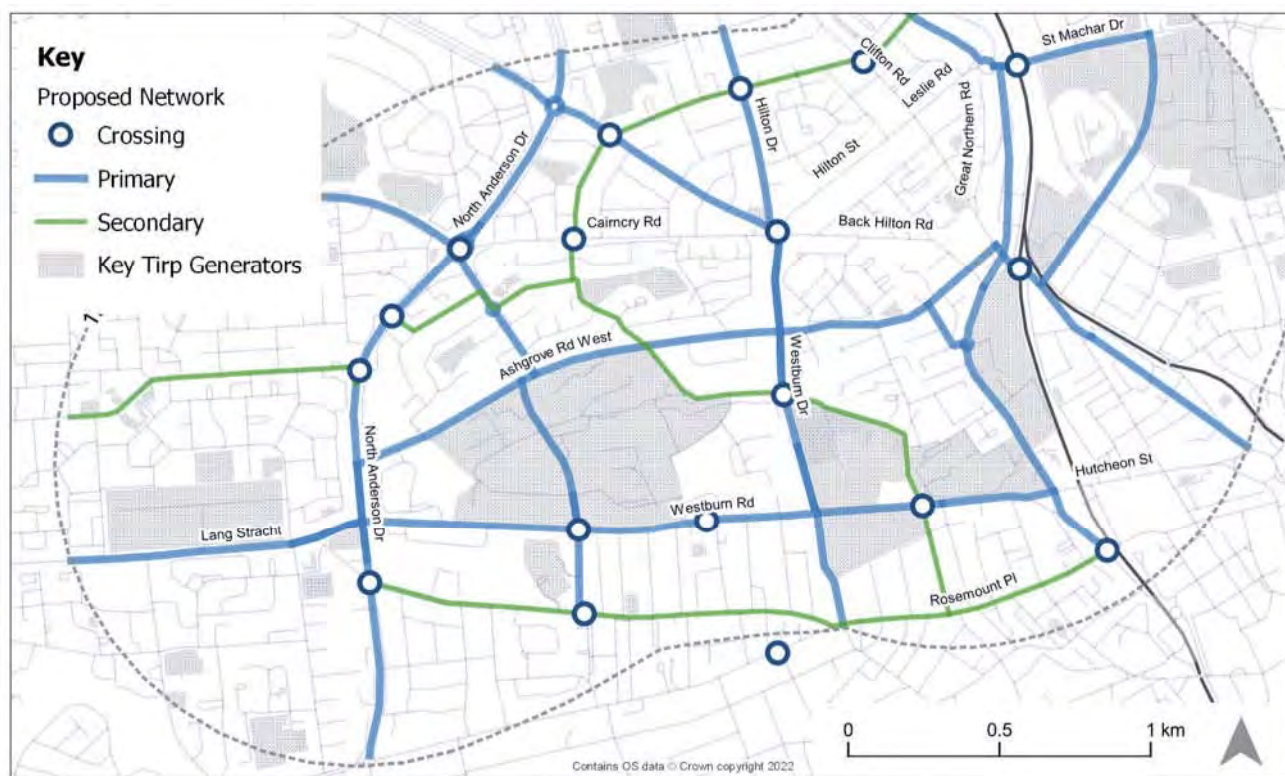 Key
Proposed Network
Crossing
Primary
Secondary
Key Tirp Generators
St Machar Dr
Clifton Rd
Leslie Rd
Hilton Dr
Hilton St
Great Northern Rd
North Anderson Dr
Cairncry Rd
Back Hilton Rd
Ashgrove Rd West
Westburn Dr
North Anderson Dr
Hutcheon St
Westburn Rd
Lang Stracht
Rosemount Pl
0 0.5 1 km
Contains OS data © Crown copyright 2022